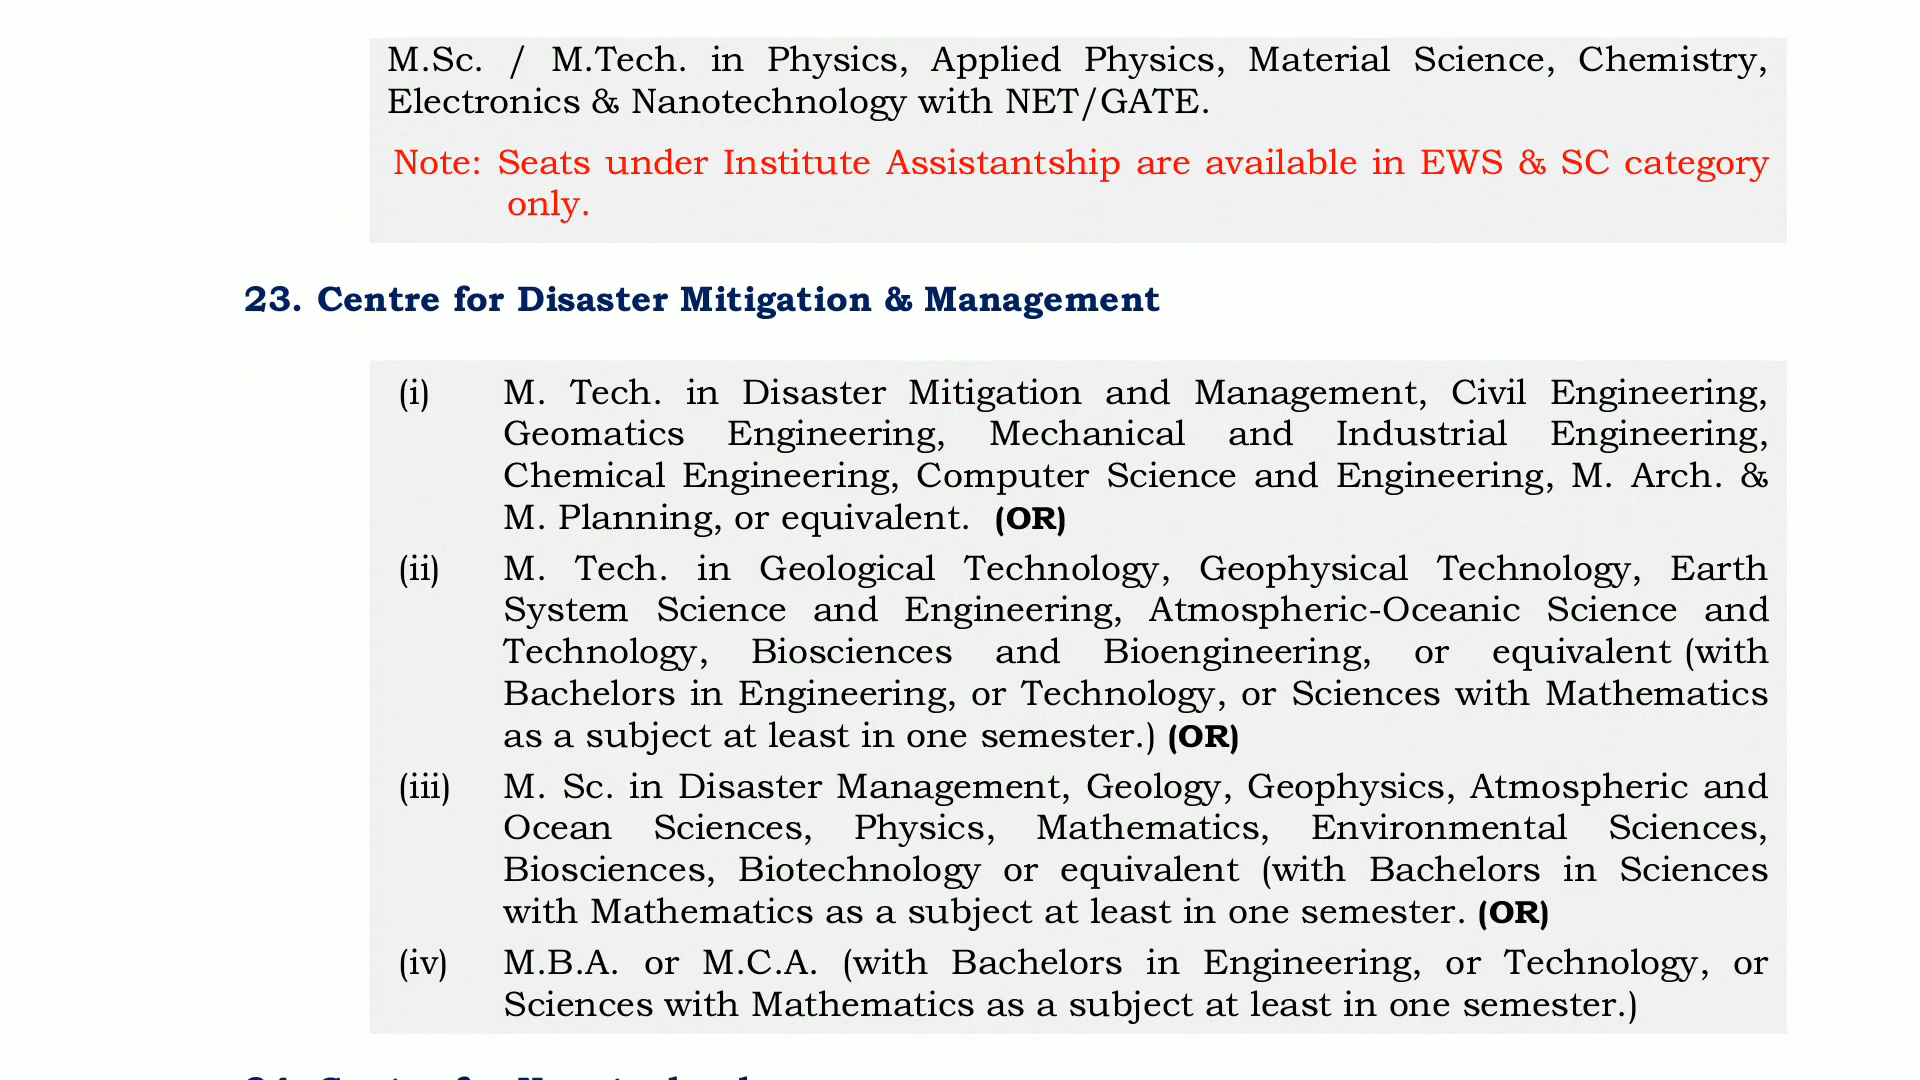 M.Sc. / M.Tech. in Physics, Applied Physics, Material Science, Chemistry,
Electronics & Nanotechnology with NET/GATE.
Note: Seats under Institute Assistantship are available in EWS & SC category
only.
23. Centre for Disaster Mitigation & Management
(i) M. Tech. in Disaster Mitigation and Management, Civil Engineering,
Geomatics Engineering, Mechanical and Industrial Engineering,
Chemical Engineering, Computer Science and Engineering, M. Arch. &
M. Planning, or equivalent. (OR)
(ii) M. Tech. in Geological Technology, Geophysical Technology, Earth
System Science and Engineering, Atmospheric-Oceanic Science and
Technology, Biosciences and Bioengineering, or equivalent (with
Bachelors in Engineering, or Technology, or Sciences with Mathematics
as a subject at least in one semester.) (OR)
(iii) M. Sc. in Disaster Management, Geology, Geophysics, Atmospheric and
Ocean Sciences, Physics, Mathematics, Environmental Sciences,
Biosciences, Biotechnology or equivalent (with Bachelors in Sciences
with Mathematics as a subject at least in one semester. (OR)
(iv) M.B.A. or M.C.A. (with Bachelors in Engineering, or Technology, or
Sciences with Mathematics as a subject at least in one semester.)